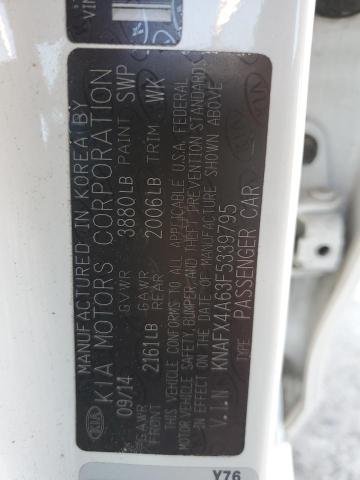 VIN
MANUFACTURED IN KOREA BY
KIA MOTORS CORPORATION
KIA
09/14 GVWR 3880LB PAINT SWP
GAWR FRONT 2161LB GAWR REAR 2006LB TRIM WK
THIS VEHICLE CONFORMS TO ALL APPLICABLE U.S.A. FEDERAL
MOTOR VEHICLE SAFETY, BUMPER, AND THEFT PREVENTION STANDARDS
IN EFFECT ON THE DATE OF MANUFACTURE SHOWN ABOVE.
V.I.N KNAFX4A63F5339795
TYPE PASSENGER CAR
Y76